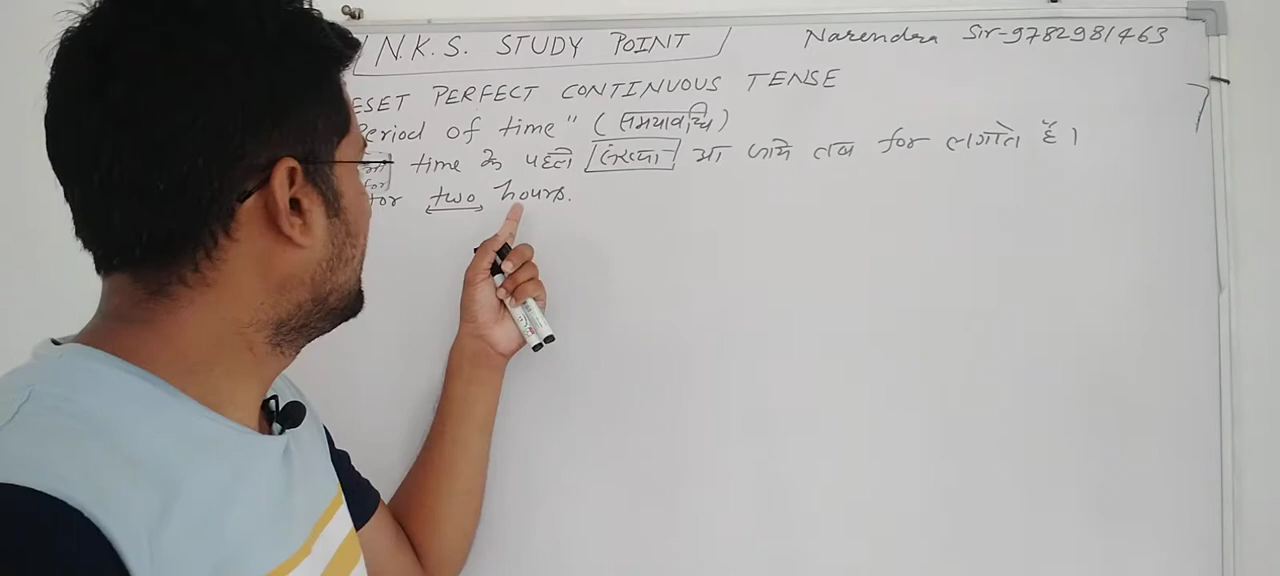 N.K.S. STUDY POINT
Narendra Sir-9782981463
ESET PERFECT CONTINUOUS TENSE
Period of time" (समयावधि)
time के पहले संख्या आ जाये तब for लगाते हैं।
for two hours.